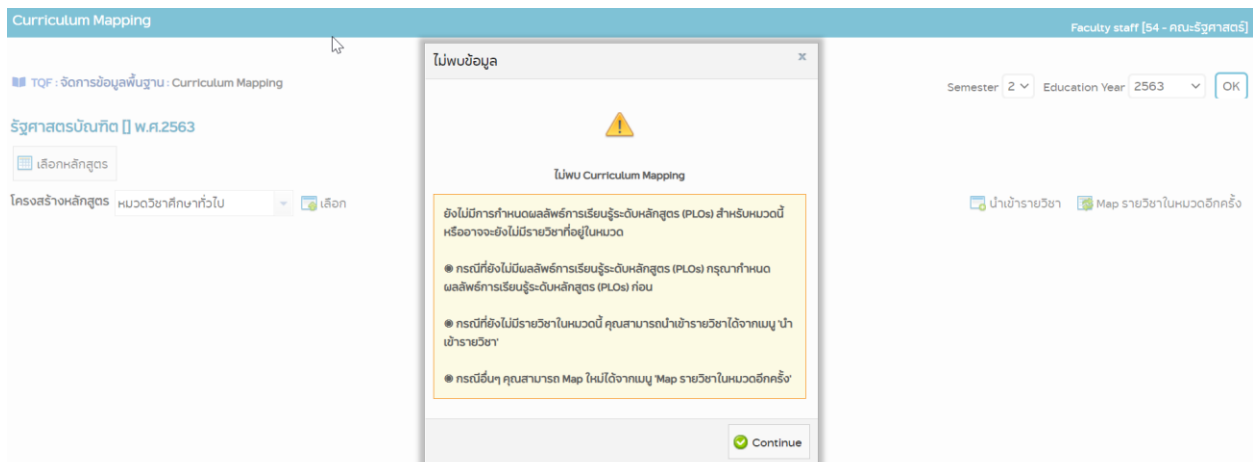 Curriculum Mapping
Faculty staff [54 - คณะรัฐศาสตร์]
TQF : จัดการข้อมูลพื้นฐาน : Curriculum Mapping
Semester 2 Education Year 2563 OK
รัฐศาสตรบัณฑิต [] พ.ศ.2563
เลือกหลักสูตร
โครงสร้างหลักสูตร หมวดวิชาศึกษาทั่วไป เลือก
นำเข้ารายวิชา Map รายวิชาในหมวดอีกครั้ง
ไม่พบข้อมูล x
ไม่พบ Curriculum Mapping
ยังไม่มีการกำหนดผลลัพธ์การเรียนรู้ระดับหลักสูตร (PLOs) สำหรับหมวดนี้
หรืออาจจะยังไม่มีรายวิชาที่อยู่ในหมวด
◉ กรณีที่ยังไม่มีผลลัพธ์การเรียนรู้ระดับหลักสูตร (PLOs) กรุณากำหนด
ผลลัพธ์การเรียนรู้ระดับหลักสูตร (PLOs) ก่อน
◉ กรณีที่ยังไม่มีรายวิชาในหมวดนี้ คุณสามารถนำเข้ารายวิชาได้จากเมนู 'นำ
เข้ารายวิชา'
◉ กรณีอื่นๆ คุณสามารถ Map ใหม่ได้จากเมนู 'Map รายวิชาในหมวดอีกครั้ง'
Continue